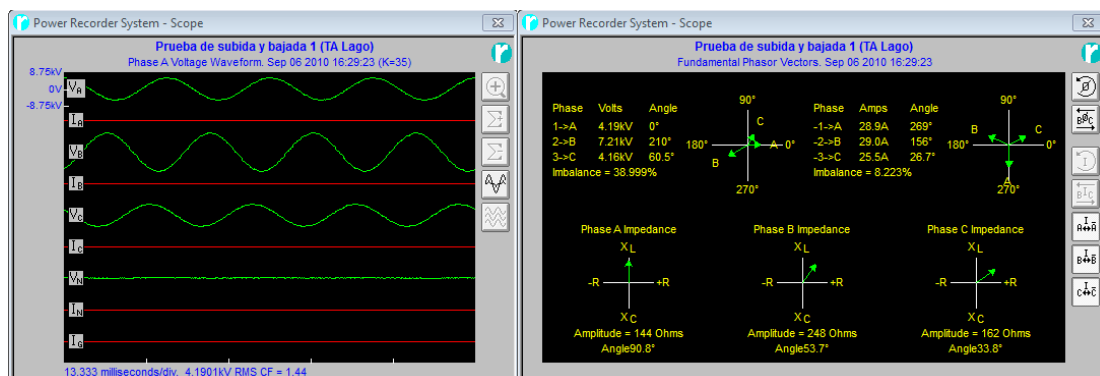 Power Recorder System - Scope
Prueba de subida y bajada 1 (TA Lago)
Phase A Voltage Waveform. Sep 06 2010 16:29:23 (K=35)
8.75kV
0V
-8.75kV
VA
IA
VB
IB
VC
IC
VN
IN
IG
13.333 milliseconds/div. 4.1901kV RMS CF = 1.44
Power Recorder System - Scope
Prueba de subida y bajada 1 (TA Lago)
Fundamental Phasor Vectors. Sep 06 2010 16:29:23
Phase Volts Angle
1->A 4.19kV 0°
2->B 7.21kV 210°
3->C 4.16kV 60.5°
Imbalance = 38.999%
90°
C
180° A 0°
B
270°
Phase Amps Angle
-1->A 28.9A 269°
-2->B 29.0A 156°
-3->C 25.5A 26.7°
Imbalance = 8.223%
90°
B C
180° 0°
A
270°
Phase A Impedance
XL
-R +R
XC
Amplitude = 144 Ohms
Angle90.8°
Phase B Impedance
XL
-R +R
XC
Amplitude = 248 Ohms
Angle53.7°
Phase C Impedance
XL
-R +R
XC
Amplitude = 162 Ohms
Angle33.8°